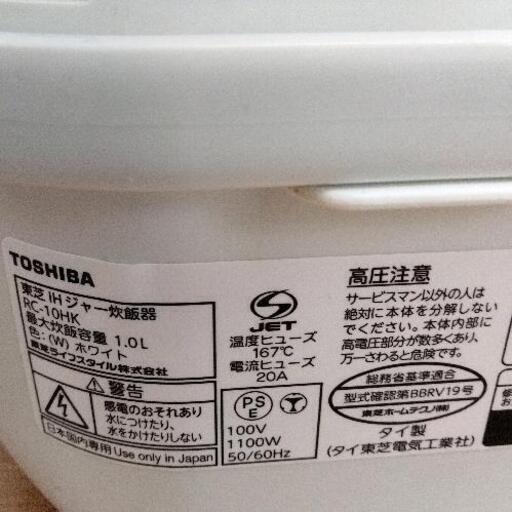 TOSHIBA
東芝 IHジャー炊飯器
RC-10HK
最大炊飯容量 1.0L
色:(W) ホワイト
東芝ライフスタイル株式会社
警告
感電のおそれあり
水につけたり、
水をかけたりしない
日本国内専用 Use only in Japan
JET
温度ヒューズ
167℃
電流ヒューズ
20A
PS
E
100V
1100W
50/60Hz
高圧注意
サービスマン以外の人は
絶対に本体を分解しない
でください。本体内部に
高電圧部分が数多くあり、
万一さわると危険です。
総務省基準適合
型式確認第BBRV19号
東芝ホームテクノ(株)
タイ製
(タイ東芝電気工業社)